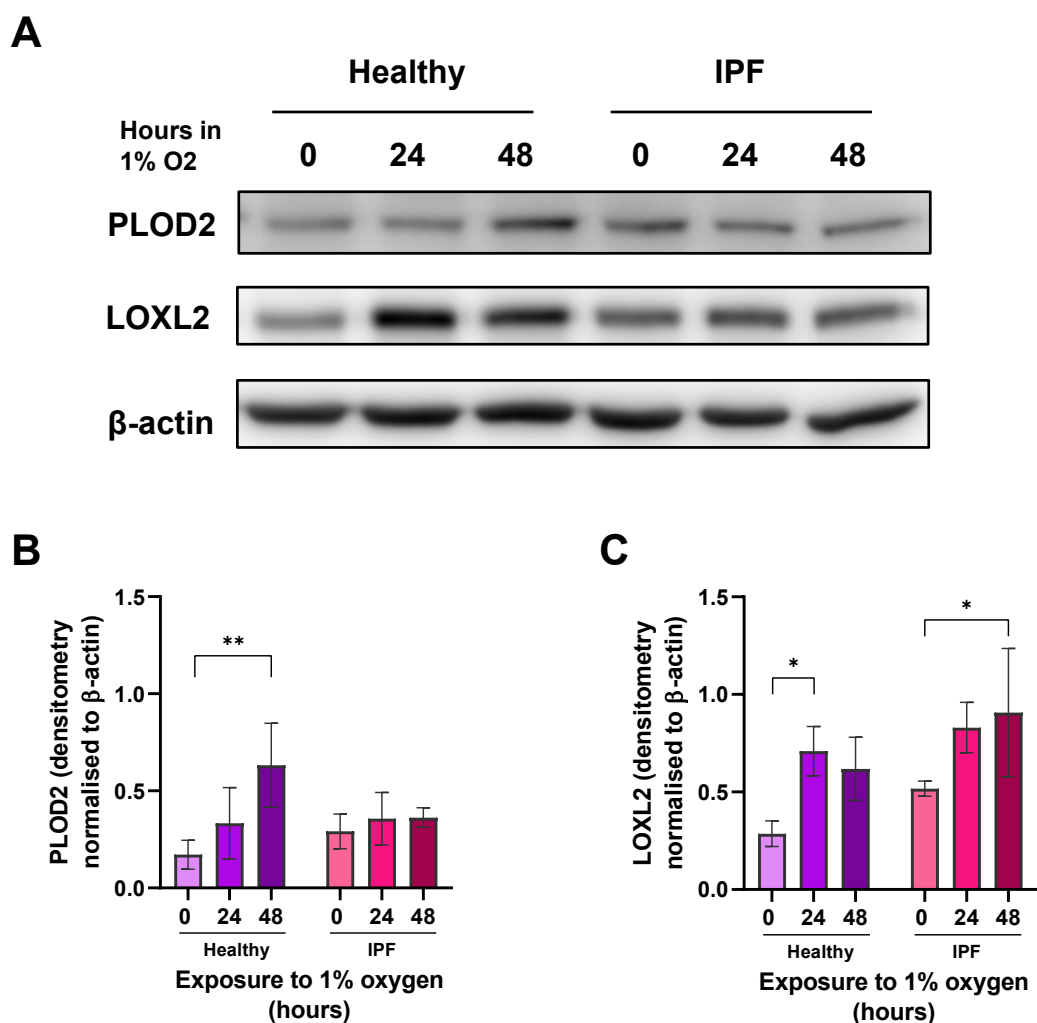 A
Healthy IPF
Hours in
1% O2
0 24 48 0 24 48
PLOD2
LOXL2
β-actin
B
PLOD2 (densitometry
normalised to β-actin)
1.5
1.0
0.5
0.0
**
0 24 48 0 24 48
Healthy IPF
Exposure to 1% oxygen
(hours)
C
LOXL2 (densitometry
normalised to β-actin)
1.5
1.0
0.5
0.0
*
*
0 24 48 0 24 48
Healthy IPF
Exposure to 1% oxygen
(hours)